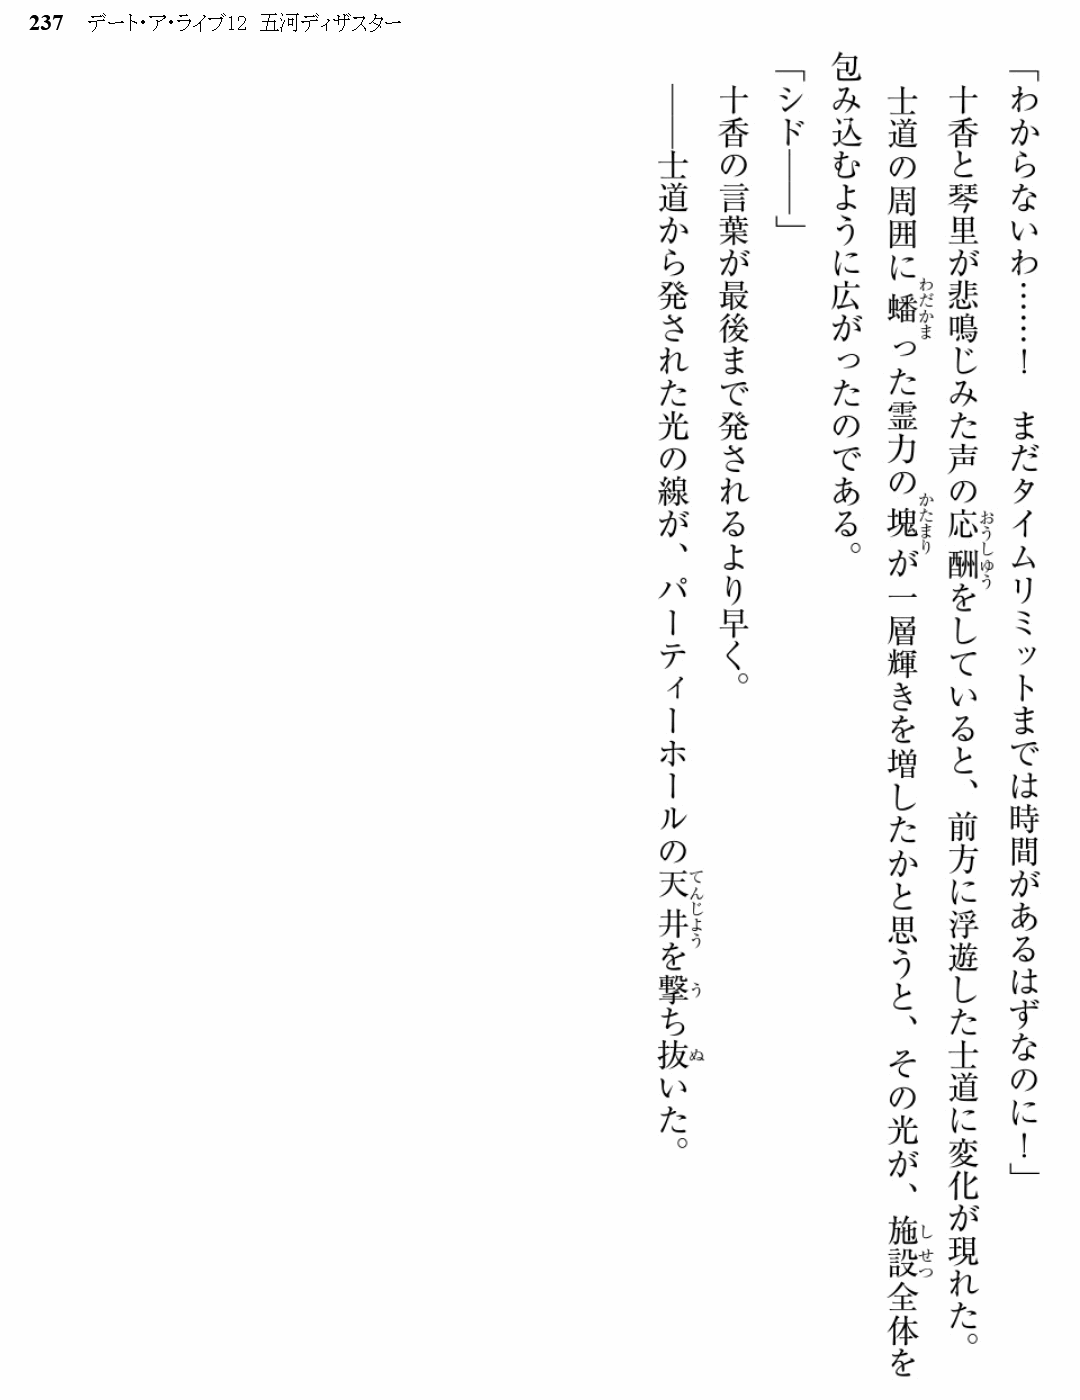 237 デート・ア・ライブ12 五河ディザスター
「わからないわ……！　まだタイムリミットまでは時間があるはずなのに！」
十香と琴里が悲鳴じみた声の応酬をしていると、前方に浮遊した士道に変化が現れた。
おうしゆう
士道の周囲に蟠った霊力の塊が一層輝きを増したかと思うと、その光が、施設全体を
わだかま
かたまり
しせつ
包み込むように広がったのである。
「シド――」
十香の言葉が最後まで発されるより早く。
――士道から発された光の線が、パーティーホールの天井を撃ち抜いた。
てんじよう
う
ぬ